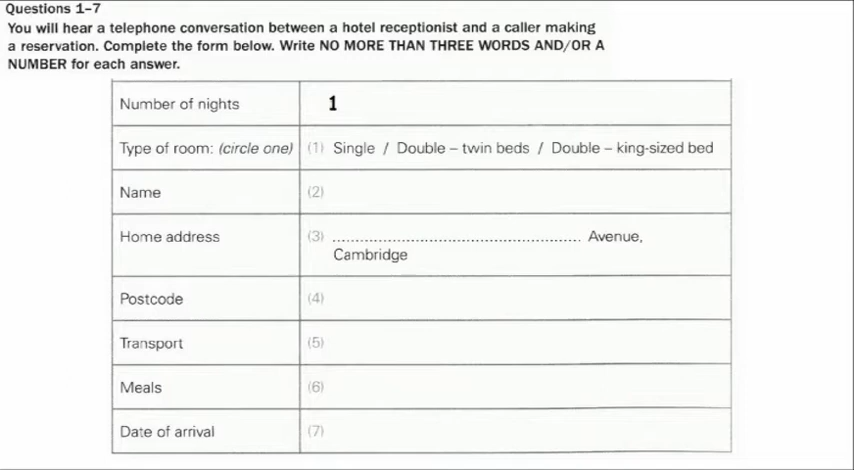 Questions 1–7
You will hear a telephone conversation between a hotel receptionist and a caller making
a reservation. Complete the form below. Write NO MORE THAN THREE WORDS AND/OR A
NUMBER for each answer.
Number of nights 1
Type of room: (circle one) (1) Single / Double – twin beds / Double – king-sized bed
Name (2)
Home address (3) ................................................ Avenue,
Cambridge
Postcode (4)
Transport (5)
Meals (6)
Date of arrival (7)